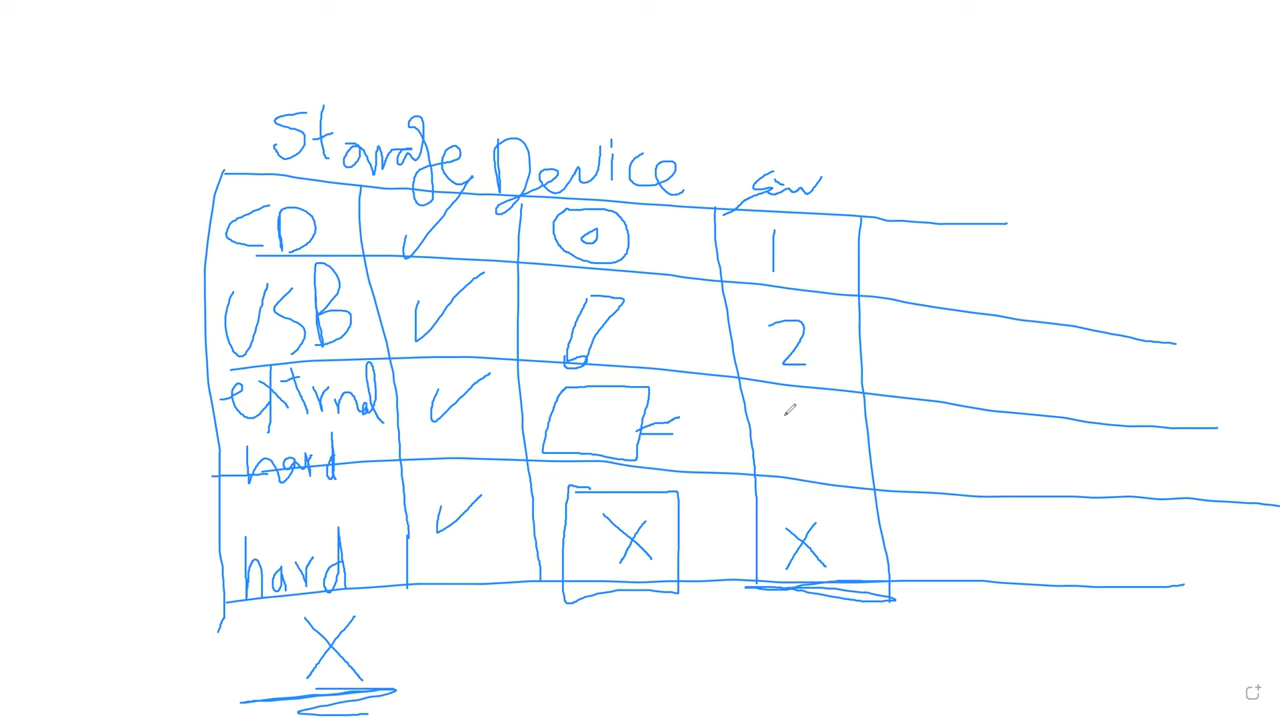 Storage Device
CD ✓ 1
USB ✓ 2
extrnal ✓
hard
hard ✓ X X
X